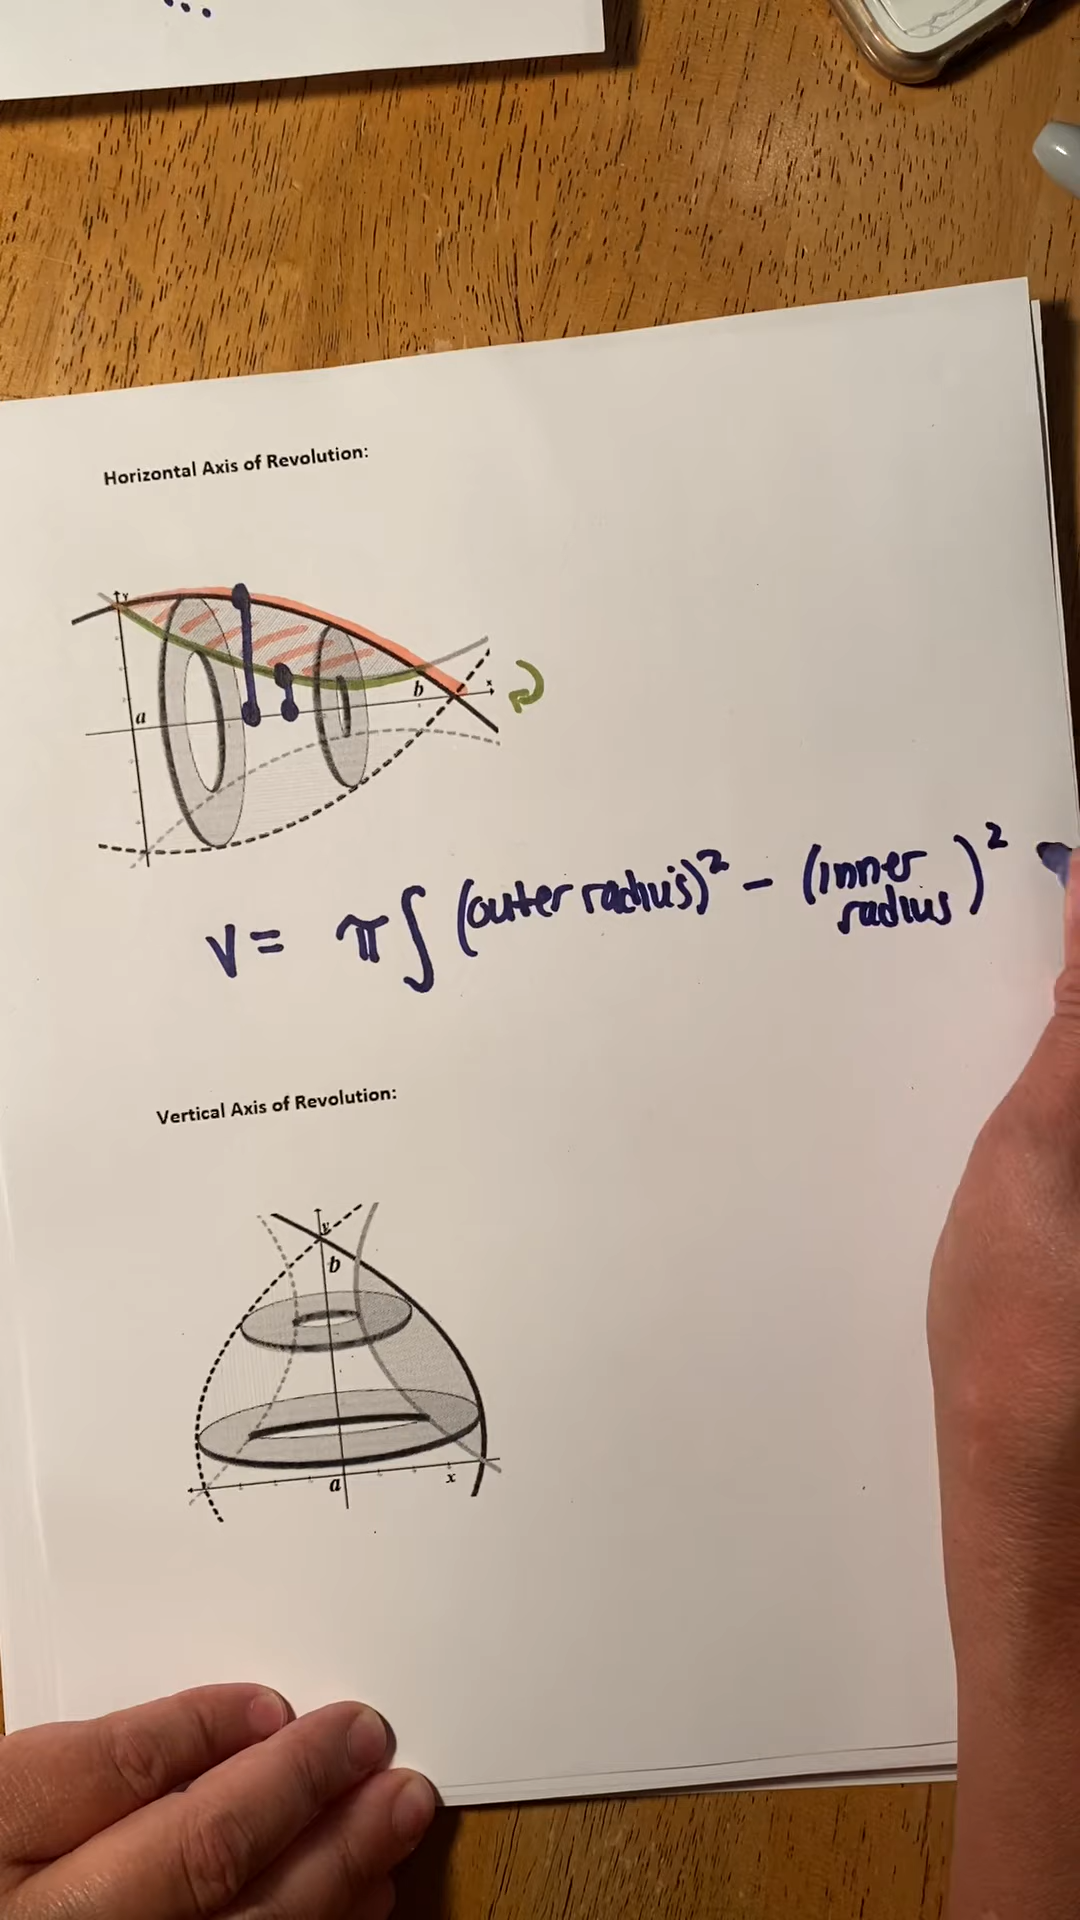 Horizontal Axis of Revolution:
y
a
b
x
V = π∫ (outer radius)² – (inner radius)²
Vertical Axis of Revolution:
y
b
a
x